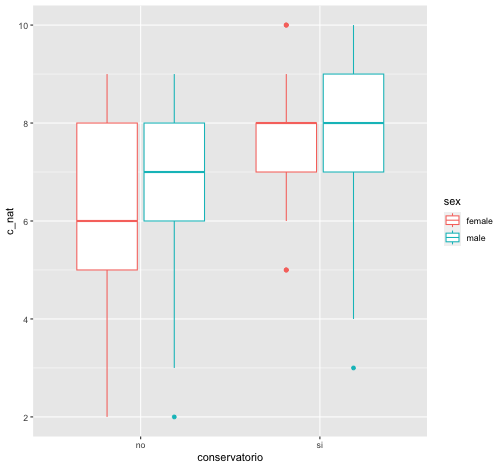 10
8
6
4
2
c_nat
no
si
conservatorio
sex
female
male